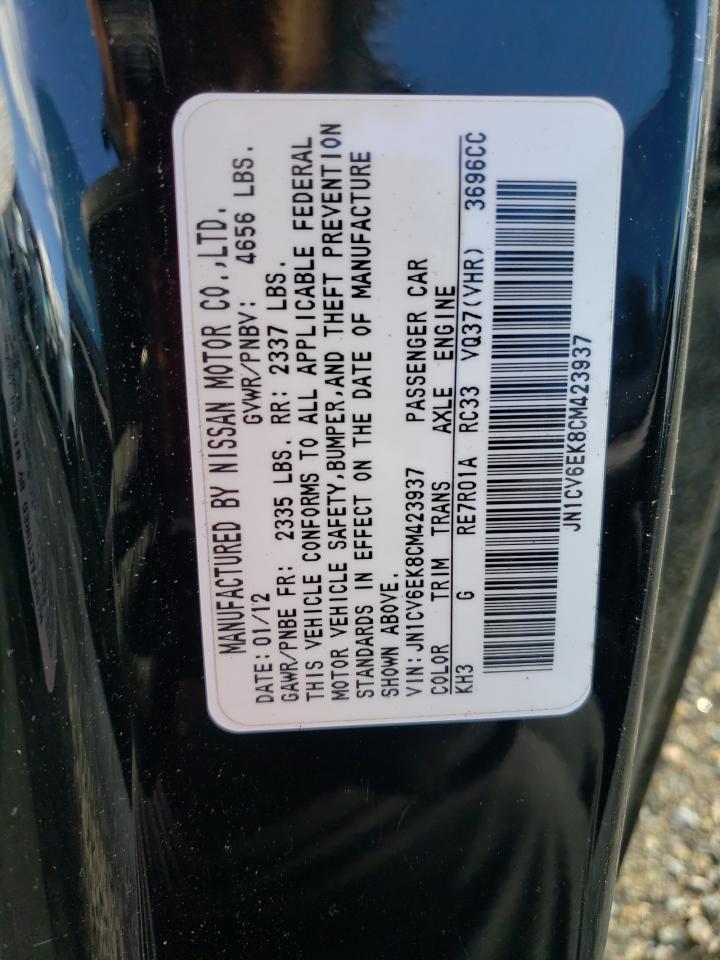 MANUFACTURED BY NISSAN MOTOR CO.,LTD.
DATE: 01/12 GVWR/PNBV: 4656 LBS.
GAWR/PNBE FR: 2335 LBS. RR: 2337 LBS.
THIS VEHICLE CONFORMS TO ALL APPLICABLE FEDERAL
MOTOR VEHICLE SAFETY,BUMPER,AND THEFT PREVENTION
STANDARDS IN EFFECT ON THE DATE OF MANUFACTURE
SHOWN ABOVE.
VIN:JN1CV6EK8CM423937 PASSENGER CAR
COLOR TRIM TRANS AXLE ENGINE
KH3 G RE7R01A RC33 VQ37(VHR) 3696CC
JN1CV6EK8CM423937